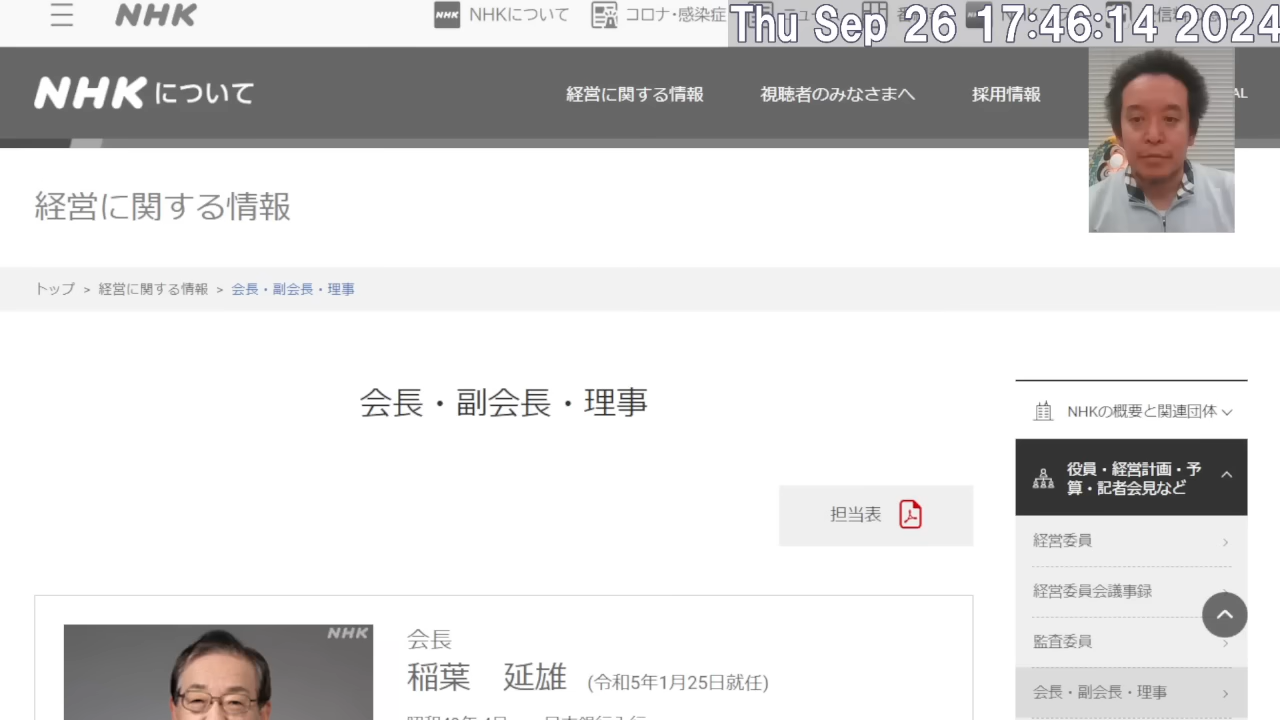 NHK
NHK NHKについて
コロナ・感染症
Thu Sep 26 17:46:14 2024
NHKについて
経営に関する情報
視聴者のみなさまへ
採用情報
AL
経営に関する情報
トップ > 経営に関する情報 > 会長・副会長・理事
会長・副会長・理事
担当表
NHK
会長
稲葉 延雄 (令和5年1月25日就任)
NHKの概要と関連団体
役員・経営計画・予
算・記者会見など
経営委員
経営委員会議事録
監査委員
会長・副会長・理事